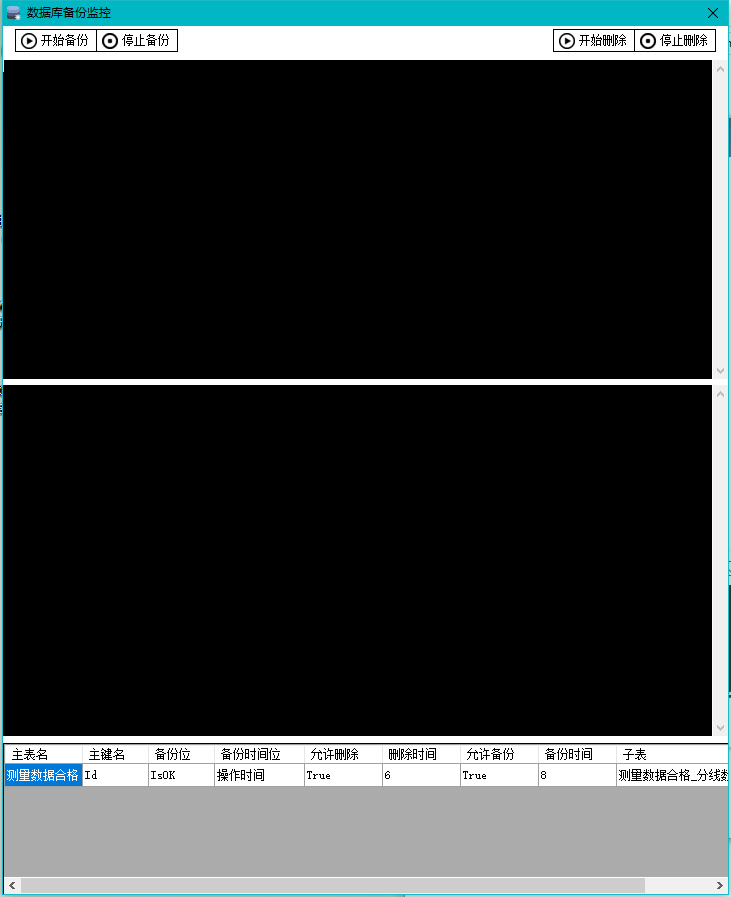 数据库备份监控
开始备份 停止备份 开始删除 停止删除
主表名 主键名 备份位 备份时间位 允许删除 删除时间 允许备份 备份时间 子表
测量数据合格 Id IsOK 操作时间 True 6 True 8 测量数据合格_分线数